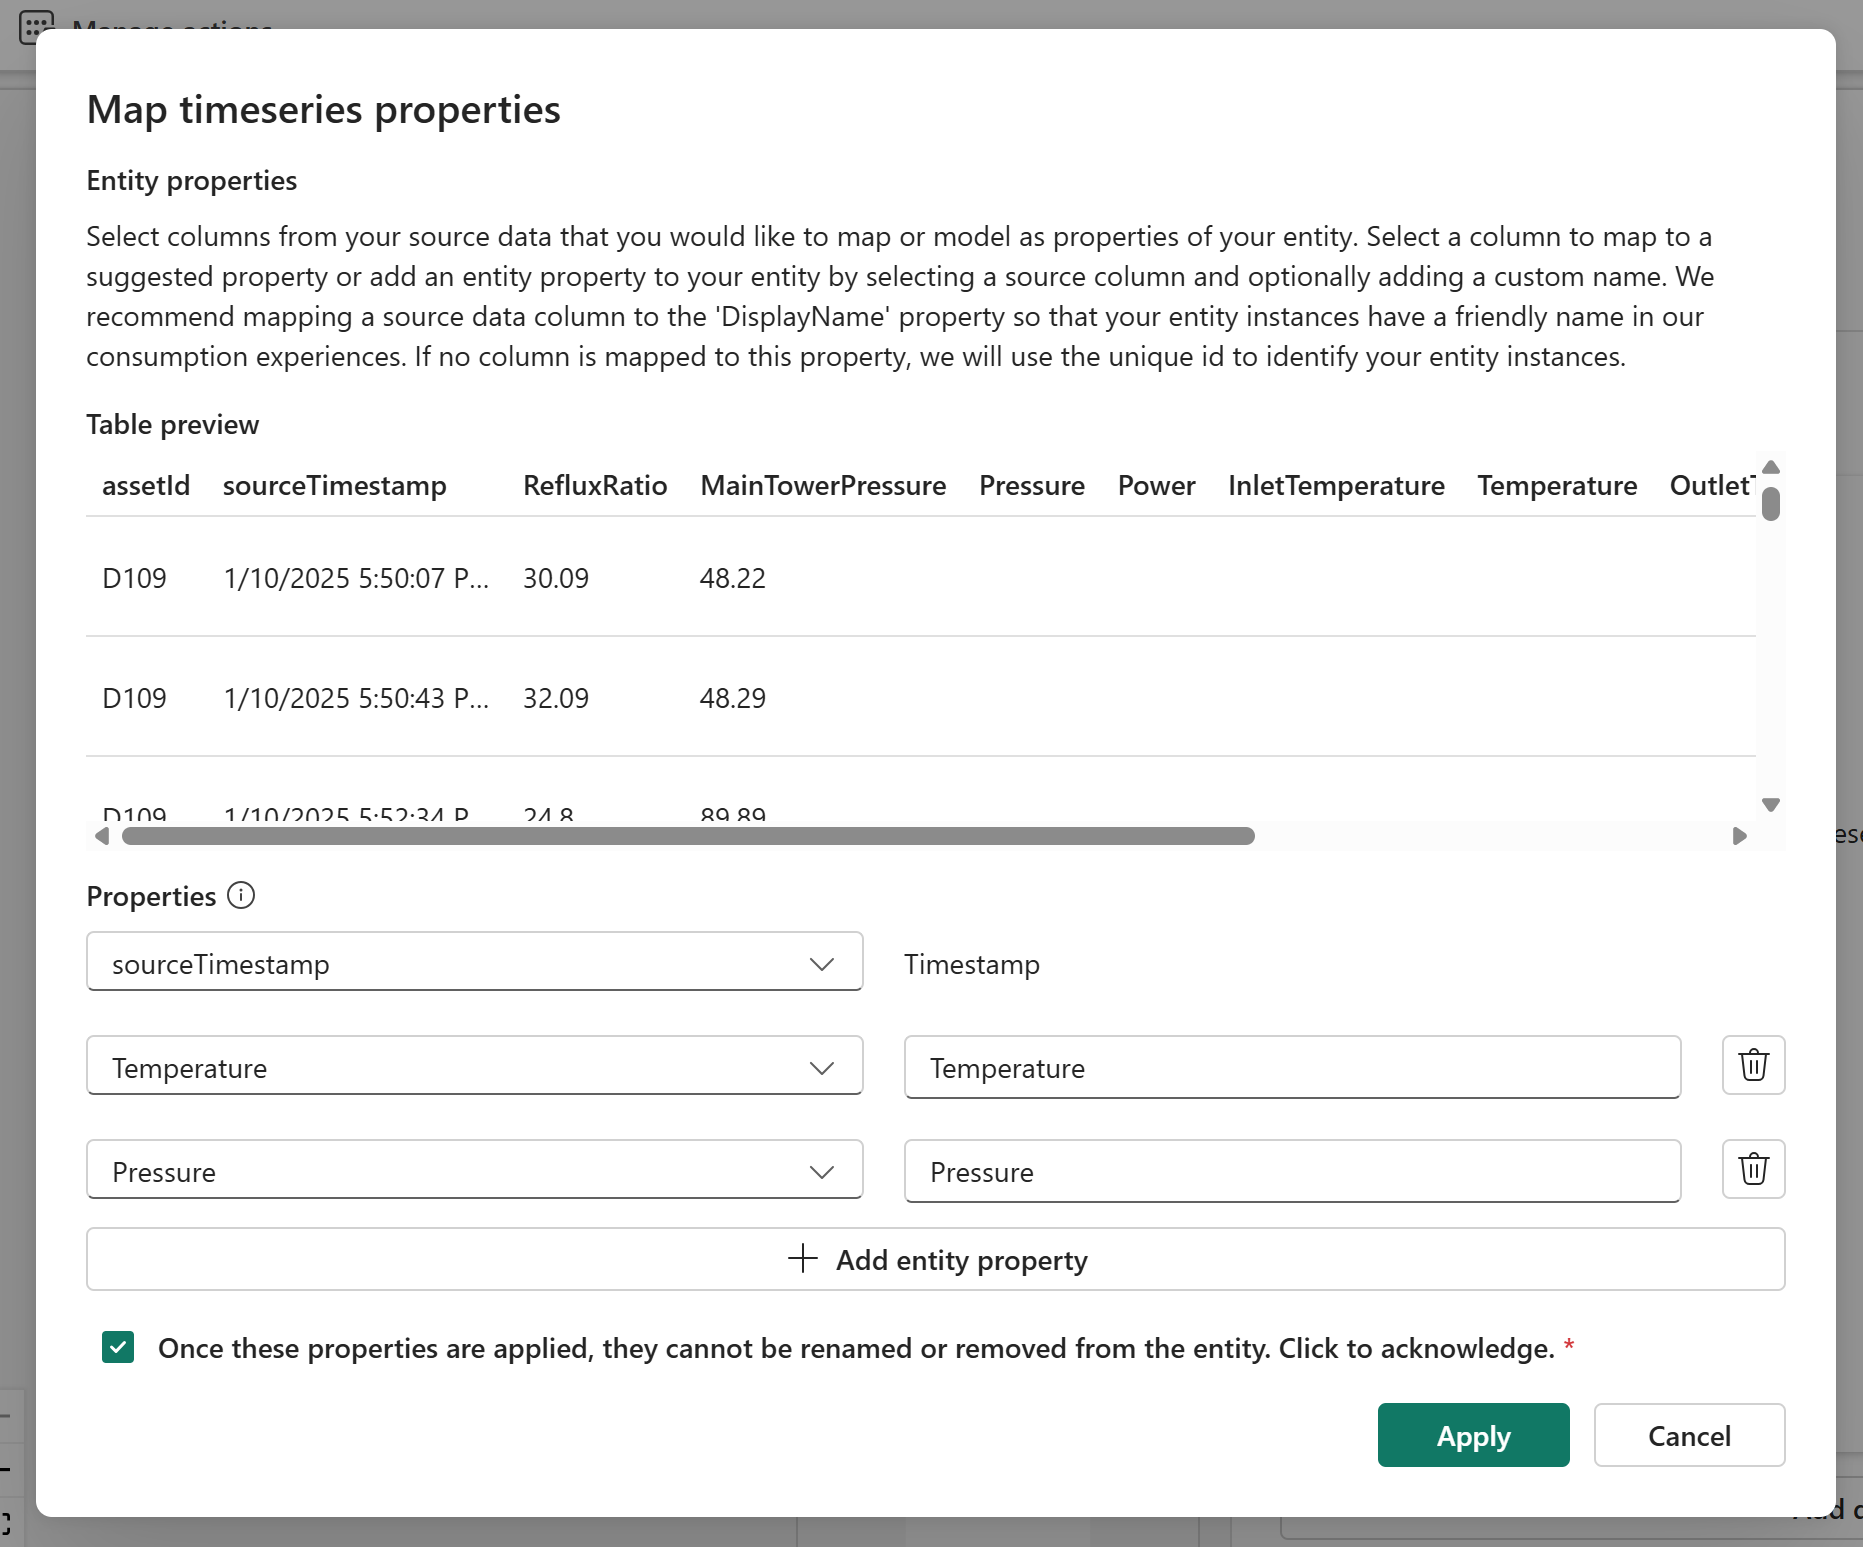 Manage actions
Map timeseries properties
Entity properties
Select columns from your source data that you would like to map or model as properties of your entity. Select a column to map to a
suggested property or add an entity property to your entity by selecting a source column and optionally adding a custom name. We
recommend mapping a source data column to the 'DisplayName' property so that your entity instances have a friendly name in our
consumption experiences. If no column is mapped to this property, we will use the unique id to identify your entity instances.
Table preview
assetId sourceTimestamp RefluxRatio MainTowerPressure Pressure Power InletTemperature Temperature OutletT
D109 1/10/2025 5:50:07 P... 30.09 48.22
D109 1/10/2025 5:50:43 P... 32.09 48.29
D109 1/10/2025 5:52:34 P 24.8 89.89
Properties
sourceTimestamp Timestamp
Temperature Temperature
Pressure Pressure
Add entity property
Once these properties are applied, they cannot be renamed or removed from the entity. Click to acknowledge. *
Apply Cancel